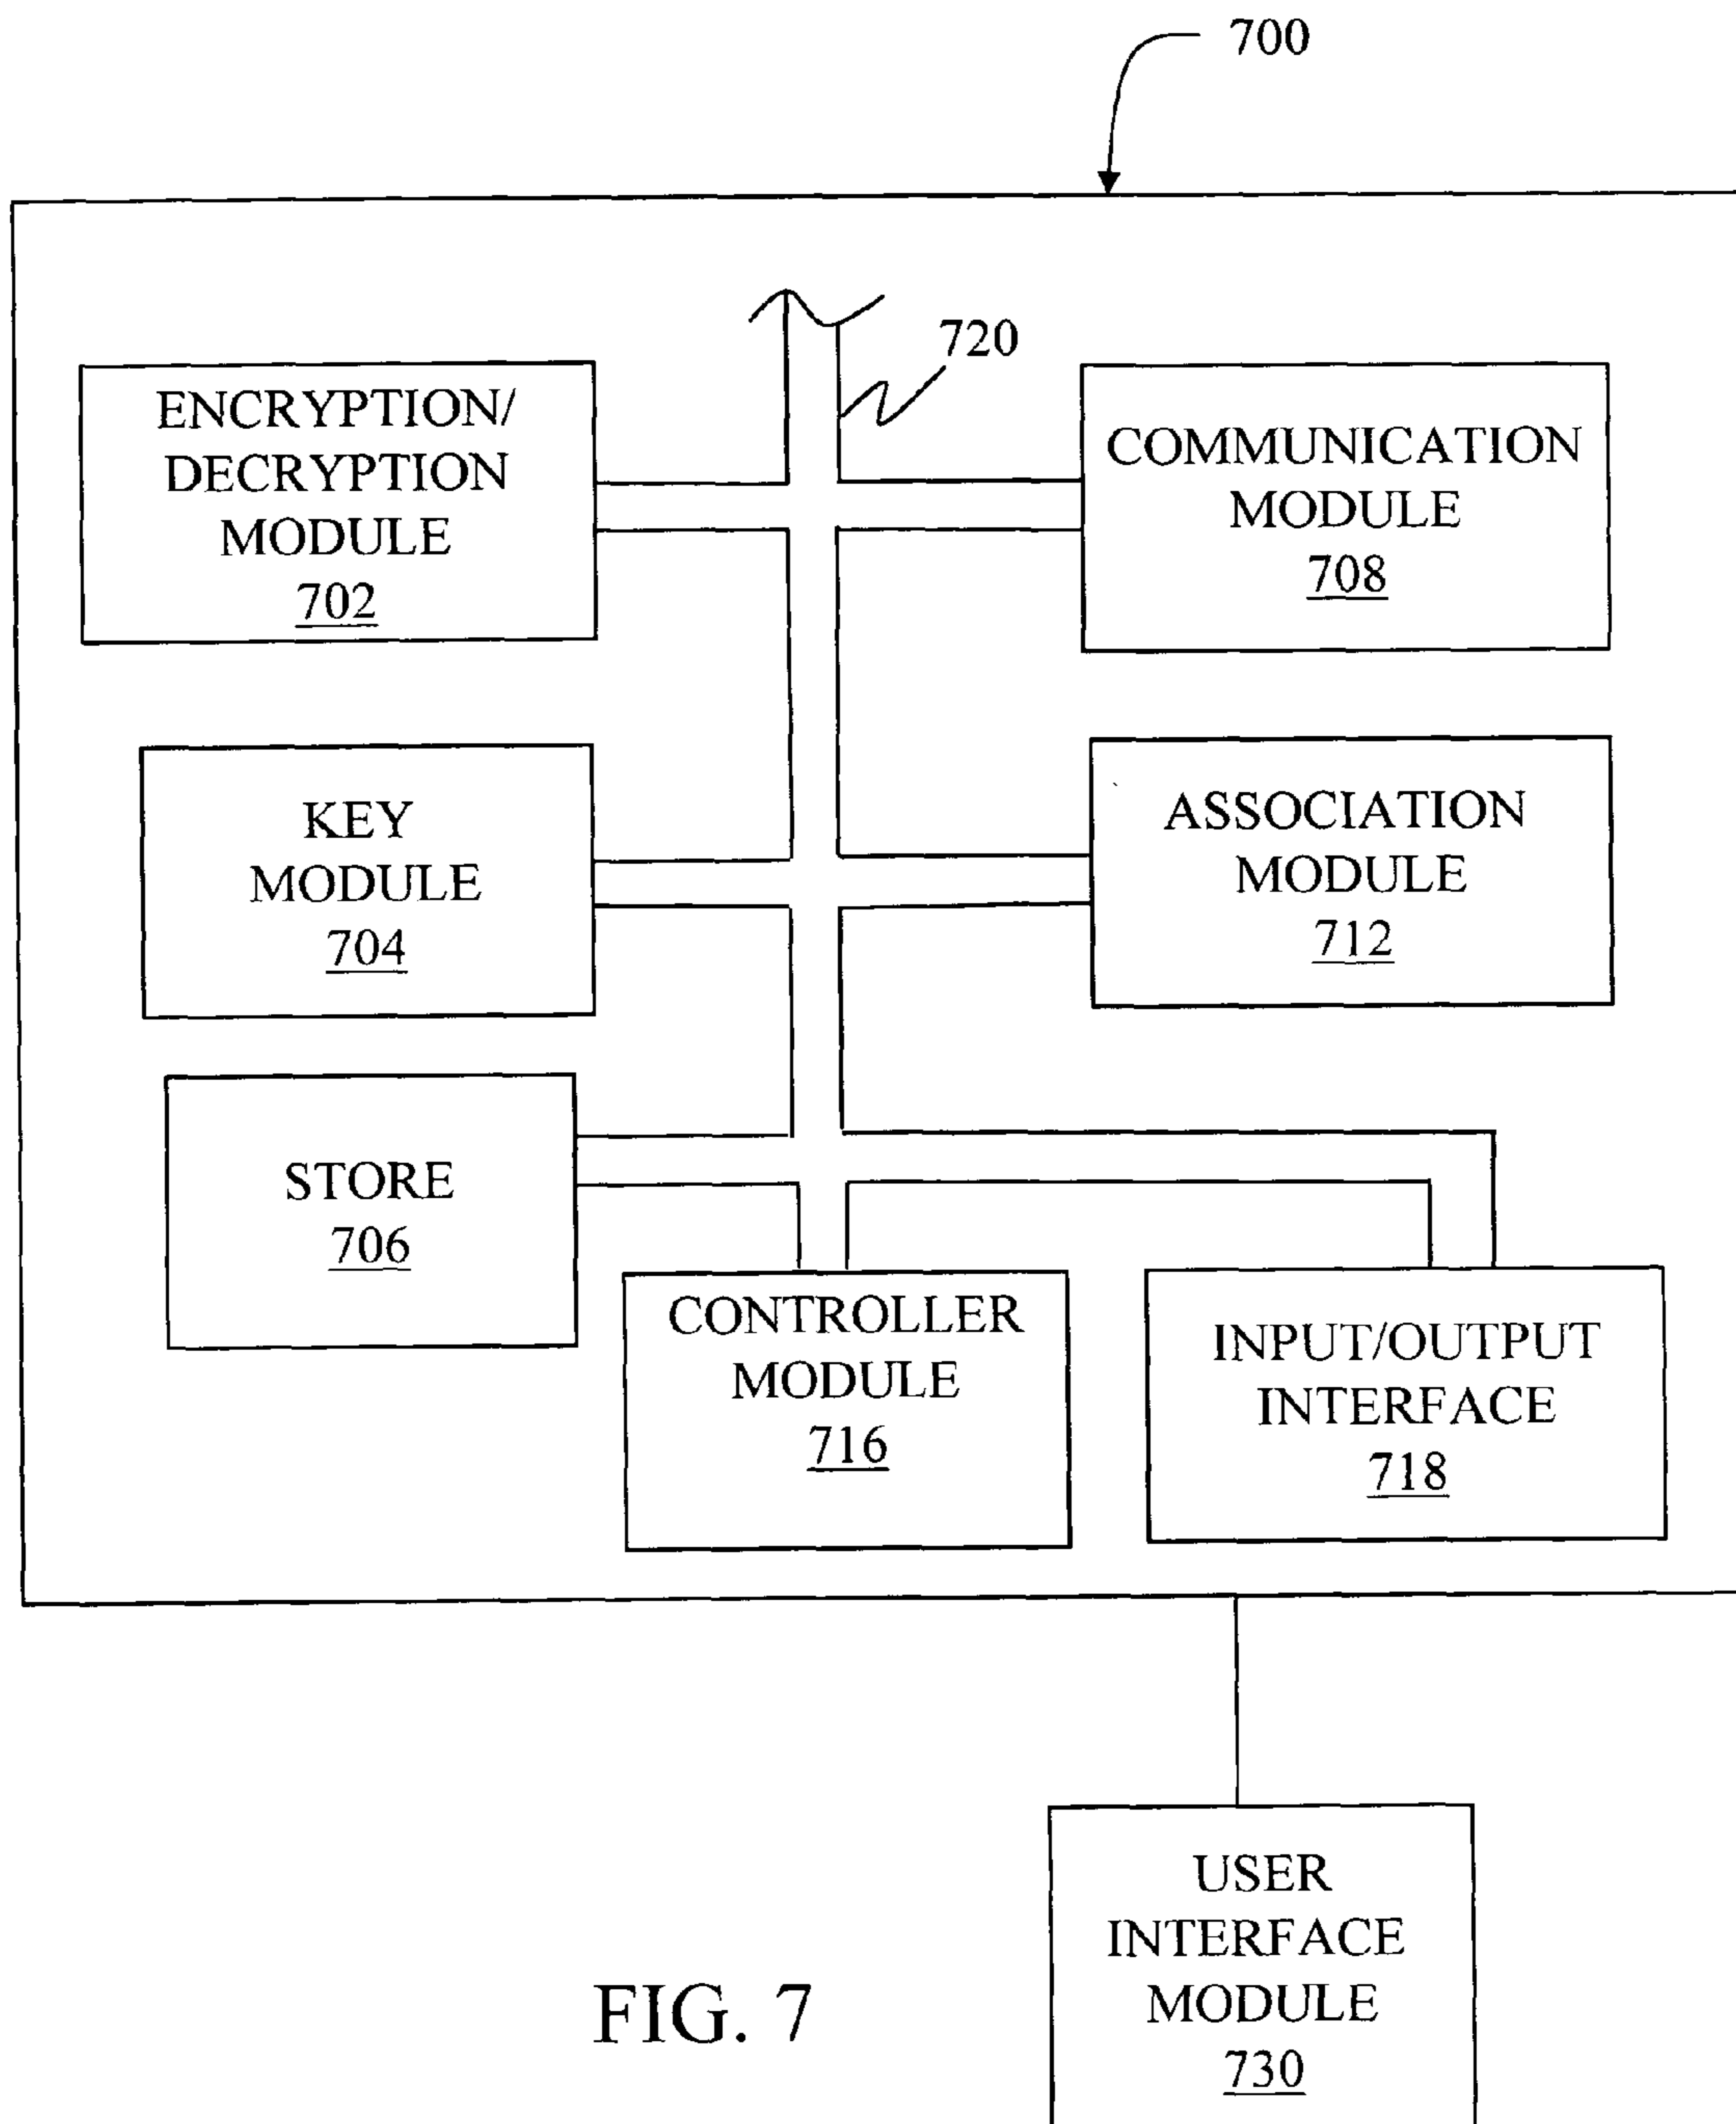 700
720
ENCRYPTION/
DECRYPTION
MODULE
702
COMMUNICATION
MODULE
708
KEY
MODULE
704
ASSOCIATION
MODULE
712
STORE
706
CONTROLLER
MODULE
716
INPUT/OUTPUT
INTERFACE
718
USER
INTERFACE
MODULE
730
FIG. 7